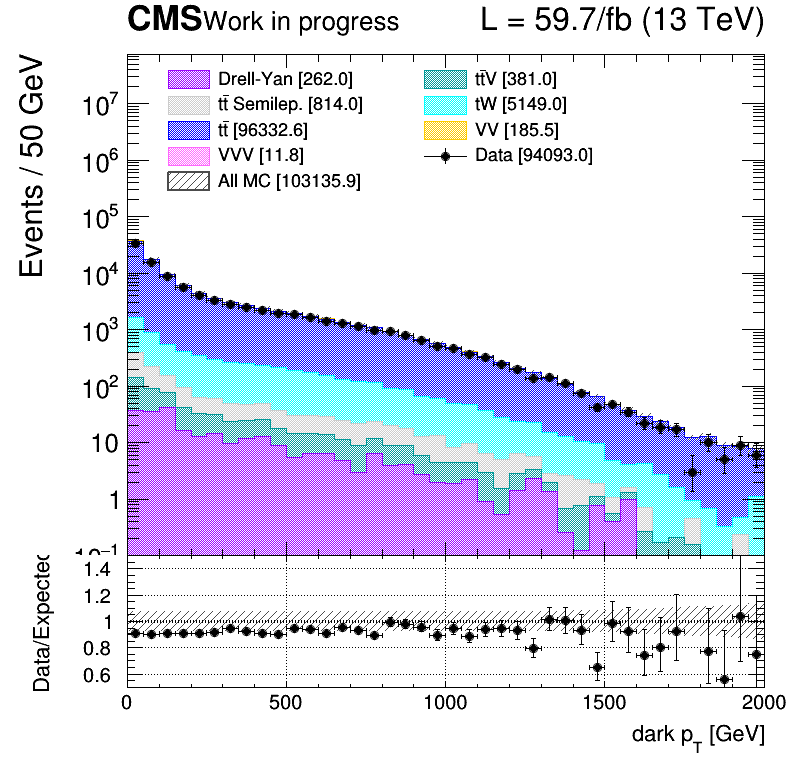 CMS Work in progress L = 59.7/fb (13 TeV)
Events / 50 GeV
Drell-Yan [262.0] tt̄V [381.0]
tt̄ Semilep. [814.0] tW [5149.0]
tt̄ [96332.6] VV [185.5]
VVV [11.8] Data [94093.0]
All MC [103135.9]
10⁷
10⁶
10⁵
10⁴
10³
10²
10
1
10⁻¹
Data/Expected
1.4
1.2
1
0.8
0.6
0 500 1000 1500 2000
dark p_T [GeV]